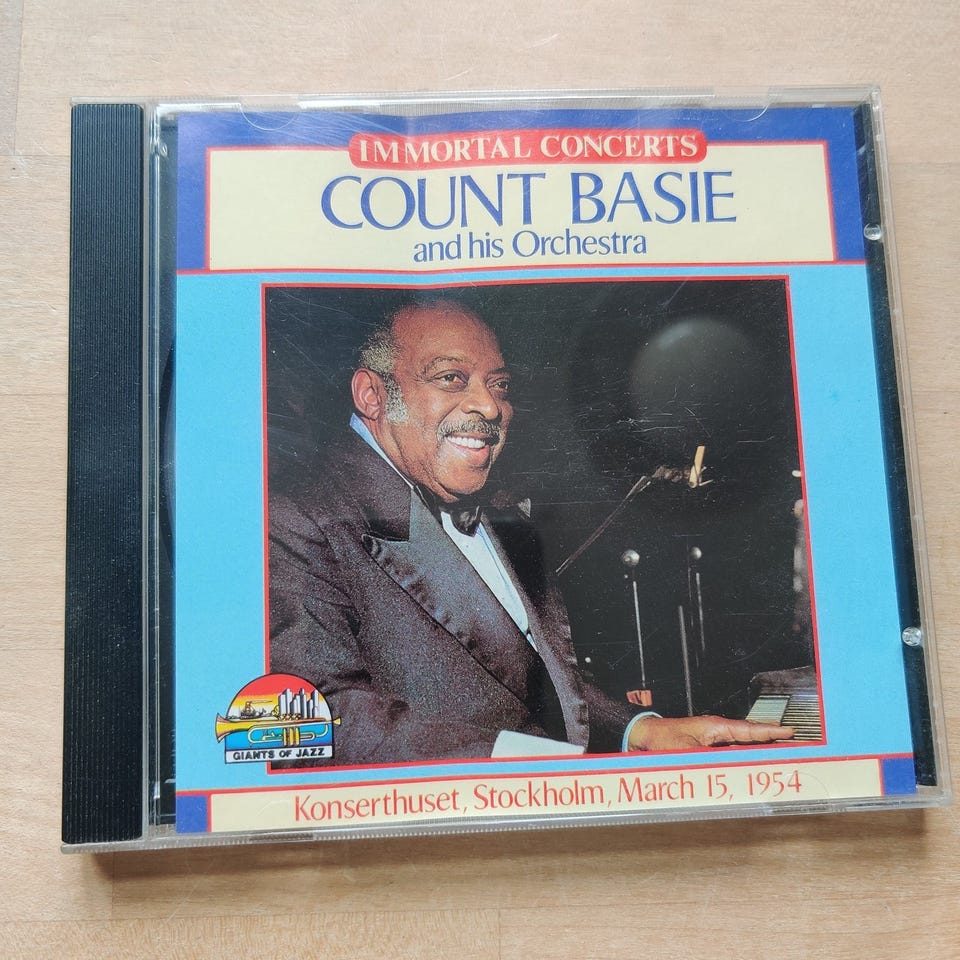 IMMORTAL CONCERTS
COUNT BASIE
and his Orchestra
GIANTS OF JAZZ
Konserthuset, Stockholm, March 15, 1954